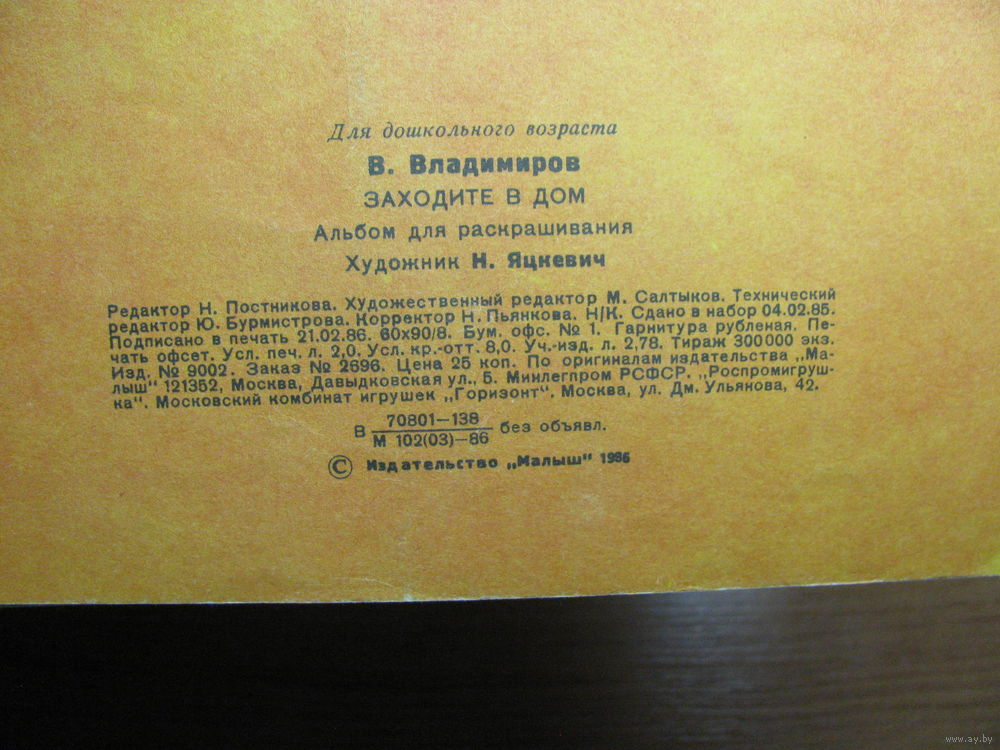 Для дошкольного возраста
В. Владимиров
ЗАХОДИТЕ В ДОМ
Альбом для раскрашивания
Художник Н. Яцкевич
Редактор Н. Постникова. Художественный редактор М. Салтыков. Технический
редактор Ю. Бурмистрова. Корректор Н. Пьянкова. Н/К. Сдано в набор 04.02.85.
Подписано в печать 21.02.86. 60х90/8. Бум. офс. № 1. Гарнитура рубленая. Пе-
чать офсет. Усл. печ. л. 2,0. Усл. кр.-отт. 8,0. Уч.-изд. л. 2,78. Тираж 300000 экз.
Изд. № 9002. Заказ № 2696. Цена 25 коп. По оригиналам издательства „Ма-
лыш" 121352, Москва, Давыдковская ул., 5. Минлегпром РСФСР. „Роспромигруш-
ка". Московский комбинат игрушек „Горизонт". Москва, ул. Дм. Ульянова, 42.
В 70801—138
М 102(03)—86 без объявл.
© Издательство „Малыш" 1986
www.ay.by